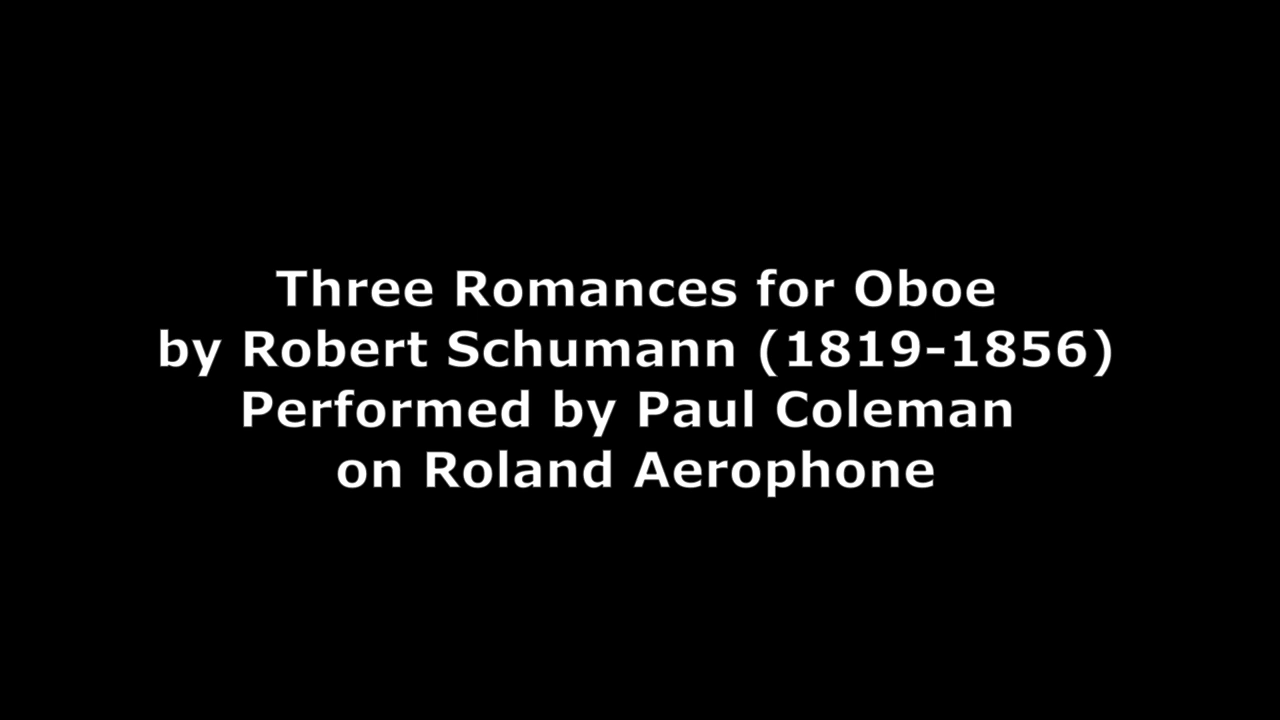 Three Romances for Oboe
by Robert Schumann (1819-1856)
Performed by Paul Coleman
on Roland Aerophone